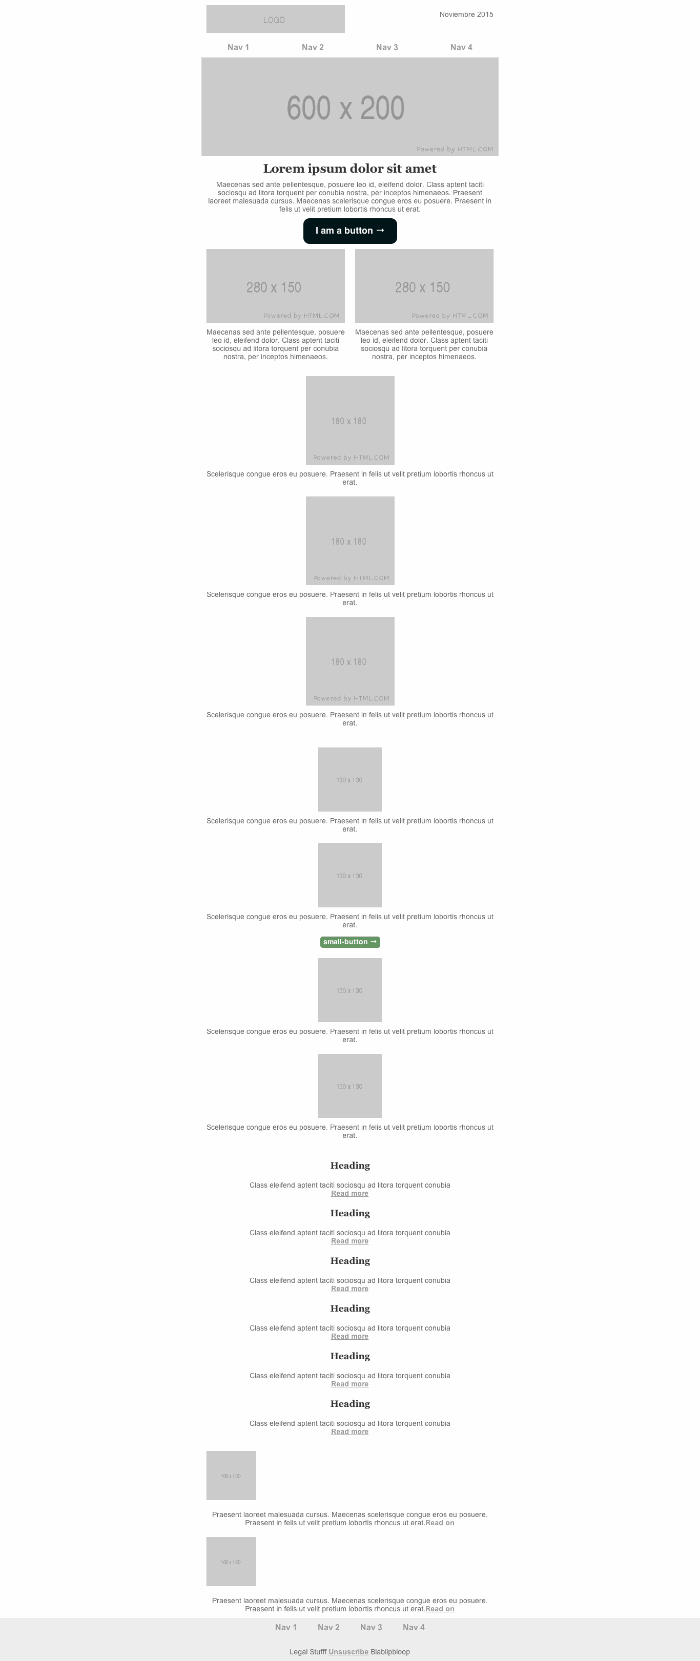 LOGO
Noviembre 2015
Nav 1 Nav 2 Nav 3 Nav 4
600 x 200
Powered by HTML.COM
Lorem ipsum dolor sit amet
Maecenas sed ante pellentesque, posuere leo id, eleifend dolor. Class aptent taciti
sociosqu ad litora torquent per conubia nostra, per inceptos himenaeos. Praesent
laoreet malesuada cursus. Maecenas scelerisque congue eros eu posuere. Praesent in
felis ut velit pretium lobortis rhoncus ut erat.
I am a button →
280 x 150
Powered by HTML.COM
Maecenas sed ante pellentesque, posuere
leo id, eleifend dolor. Class aptent taciti
sociosqu ad litora torquent per conubia
nostra, per inceptos himenaeos.
280 x 150
Powered by HTML.COM
Maecenas sed ante pellentesque, posuere
leo id, eleifend dolor. Class aptent taciti
sociosqu ad litora torquent per conubia
nostra, per inceptos himenaeos.
180 x 180
Powered by HTML.COM
Scelerisque congue eros eu posuere. Praesent in felis ut velit pretium lobortis rhoncus ut
erat.
180 x 180
Powered by HTML.COM
Scelerisque congue eros eu posuere. Praesent in felis ut velit pretium lobortis rhoncus ut
erat.
180 x 180
Powered by HTML.COM
Scelerisque congue eros eu posuere. Praesent in felis ut velit pretium lobortis rhoncus ut
erat.
Scelerisque congue eros eu posuere. Praesent in felis ut velit pretium lobortis rhoncus ut
erat.
Scelerisque congue eros eu posuere. Praesent in felis ut velit pretium lobortis rhoncus ut
erat.
small-button →
Scelerisque congue eros eu posuere. Praesent in felis ut velit pretium lobortis rhoncus ut
erat.
Scelerisque congue eros eu posuere. Praesent in felis ut velit pretium lobortis rhoncus ut
erat.
Heading
Class eleifend aptent taciti sociosqu ad litora torquent conubia
Read more
Heading
Class eleifend aptent taciti sociosqu ad litora torquent conubia
Read more
Heading
Class eleifend aptent taciti sociosqu ad litora torquent conubia
Read more
Heading
Class eleifend aptent taciti sociosqu ad litora torquent conubia
Read more
Heading
Class eleifend aptent taciti sociosqu ad litora torquent conubia
Read more
Heading
Class eleifend aptent taciti sociosqu ad litora torquent conubia
Read more
Praesent laoreet malesuada cursus. Maecenas scelerisque congue eros eu posuere.
Praesent in felis ut velit pretium lobortis rhoncus ut erat.Read on
Praesent laoreet malesuada cursus. Maecenas scelerisque congue eros eu posuere.
Praesent in felis ut velit pretium lobortis rhoncus ut erat.Read on
Nav 1 Nav 2 Nav 3 Nav 4
Legal Stufff Unsuscribe Blablipbloop